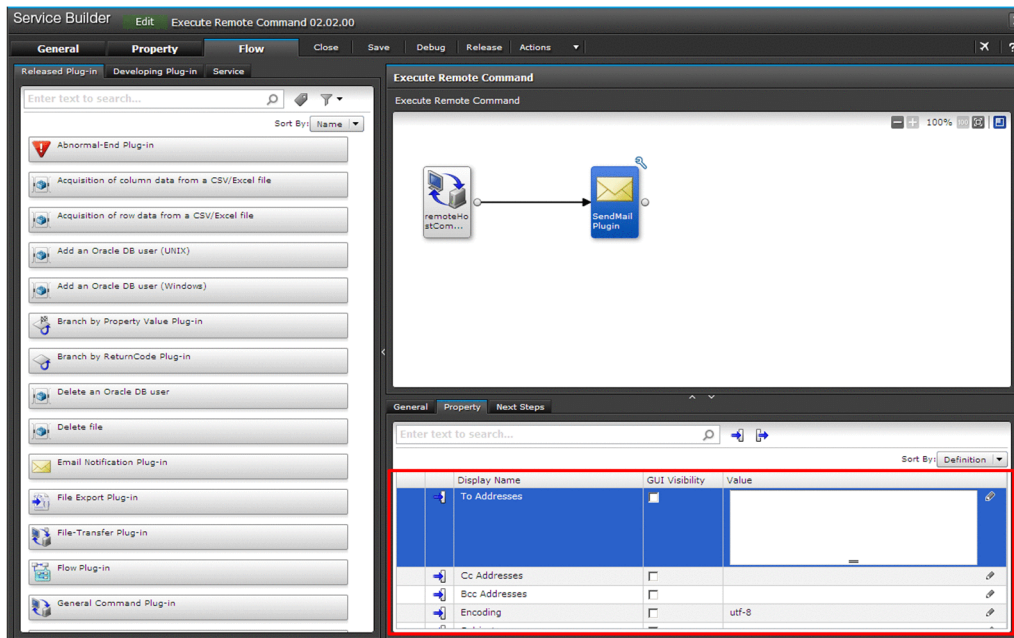 Service Builder Edit Execute Remote Command 02.02.00
General Property Flow Close Save Debug Release Actions
Released Plug-in Developing Plug-in Service
Enter text to search...
Sort By: Name
Abnormal-End Plug-in
Acquisition of column data from a CSV/Excel file
Acquisition of row data from a CSV/Excel file
Add an Oracle DB user (UNIX)
Add an Oracle DB user (Windows)
Branch by Property Value Plug-in
Branch by ReturnCode Plug-in
Delete an Oracle DB user
Delete file
Email Notification Plug-in
File Export Plug-in
File-Transfer Plug-in
Flow Plug-in
General Command Plug-in
Execute Remote Command
Execute Remote Command
100%
remoteHo
stCom...
SendMail
Plugin
General Property Next Steps
Enter text to search...
Sort By: Definition
Display Name GUI Visibility Value
To Addresses
Cc Addresses
Bcc Addresses
Encoding utf-8